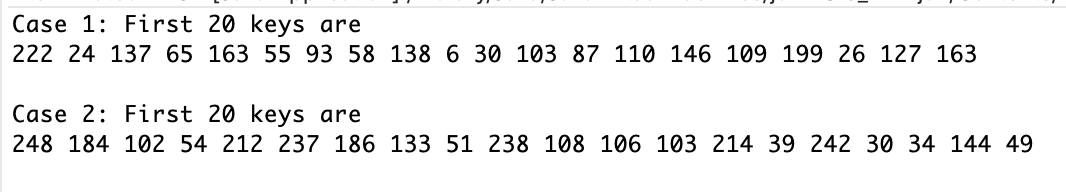 Case 1: First 20 keys are
222 24 137 65 163 55 93 58 138 6 30 103 87 110 146 109 199 26 127 163
Case 2: First 20 keys are
248 184 102 54 212 237 186 133 51 238 108 106 103 214 39 242 30 34 144 49